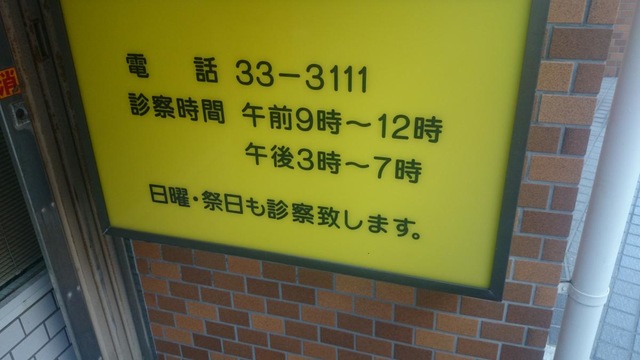 電 話 33-3111
診察時間 午前9時～12時
午後3時～7時
日曜・祭日も診察致します。
消